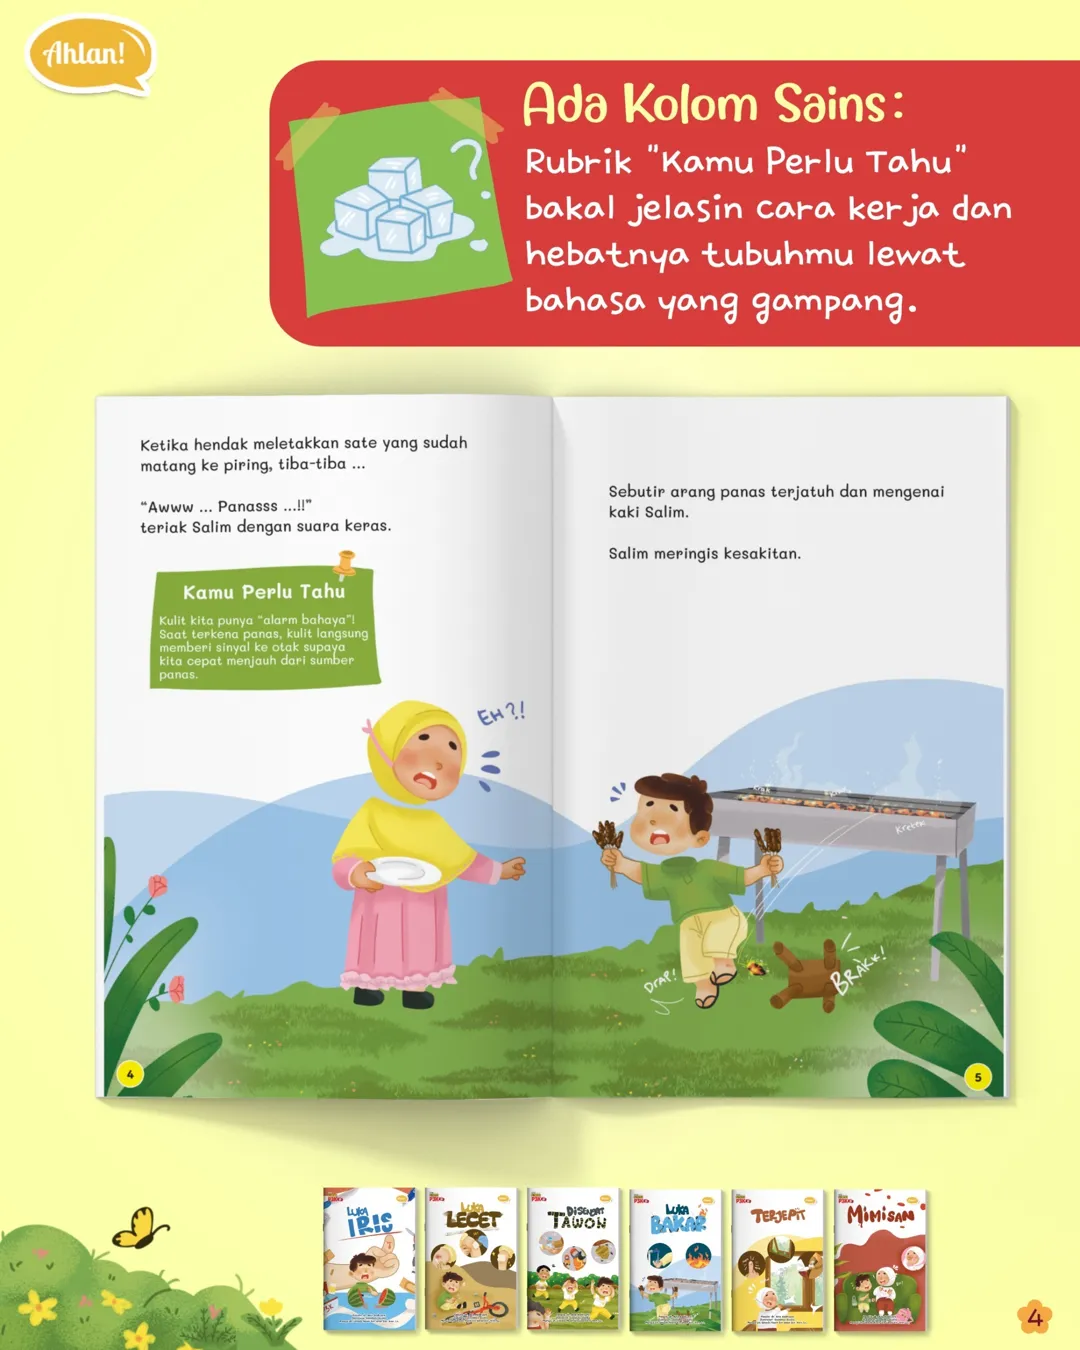 Ahlan!
Ada Kolom Sains:
Rubrik "Kamu Perlu Tahu"
bakal jelasin cara kerja dan
hebatnya tubuhmu lewat
bahasa yang gampang.
?
Ketika hendak meletakkan sate yang sudah
matang ke piring, tiba-tiba ...
“Awww ... Panasss ...!!”
teriak Salim dengan suara keras.
Kamu Perlu Tahu
Kulit kita punya “alarm bahaya”!
Saat terkena panas, kulit langsung
memberi sinyal ke otak supaya
kita cepat menjauh dari sumber
panas.
EH?!
4
Sebutir arang panas terjatuh dan mengenai
kaki Salim.
Salim meringis kesakitan.
Kretek
DRAP!
BRAKK!
5
Luka
IRIS
Luka
LECET
DISENGAT
TAWON
LUKA
BAKAR
TERJEPIT
MIMISAN
4